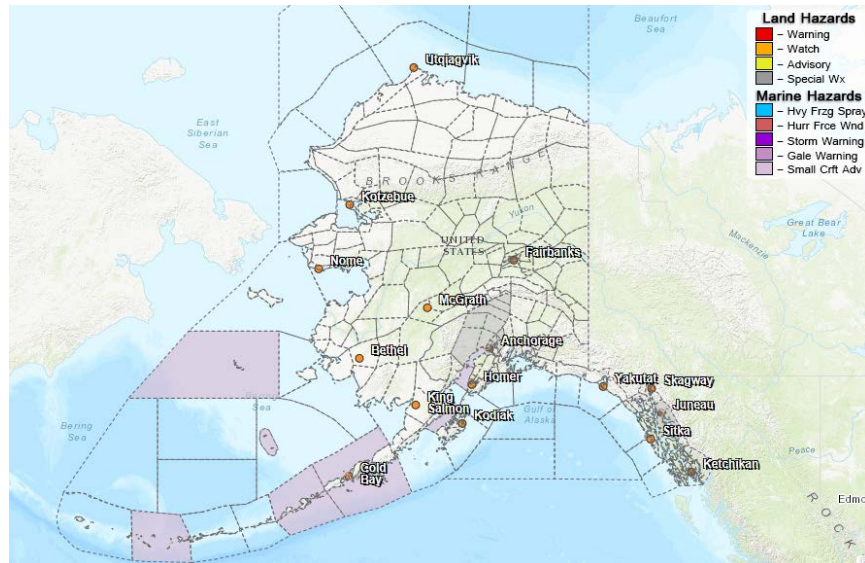 Land Hazards
– Warning
– Watch
– Advisory
– Special Wx
Marine Hazards
– Hvy Frzg Spray
– Hurr Frce Wnd
– Storm Warning
– Gale Warning
– Small Crft Adv
Beaufort
Sea
Utqiagvik
East
Siberian
Sea
BROOKS RANGE
Kotzebue
Yukon
Great Bear
Lake
Mackenzie
UNITED
STATES
Fairbanks
Nome
McGrath
Anchorage
Bethel
Homer
Yakutat
Skagway
King
Salmon
Kodiak
Gulf of
Alaska
Juneau
Bering
Sea
Sea
Sitka
Peace
Cold
Bay
Ketchikan
Edmo
ROCK